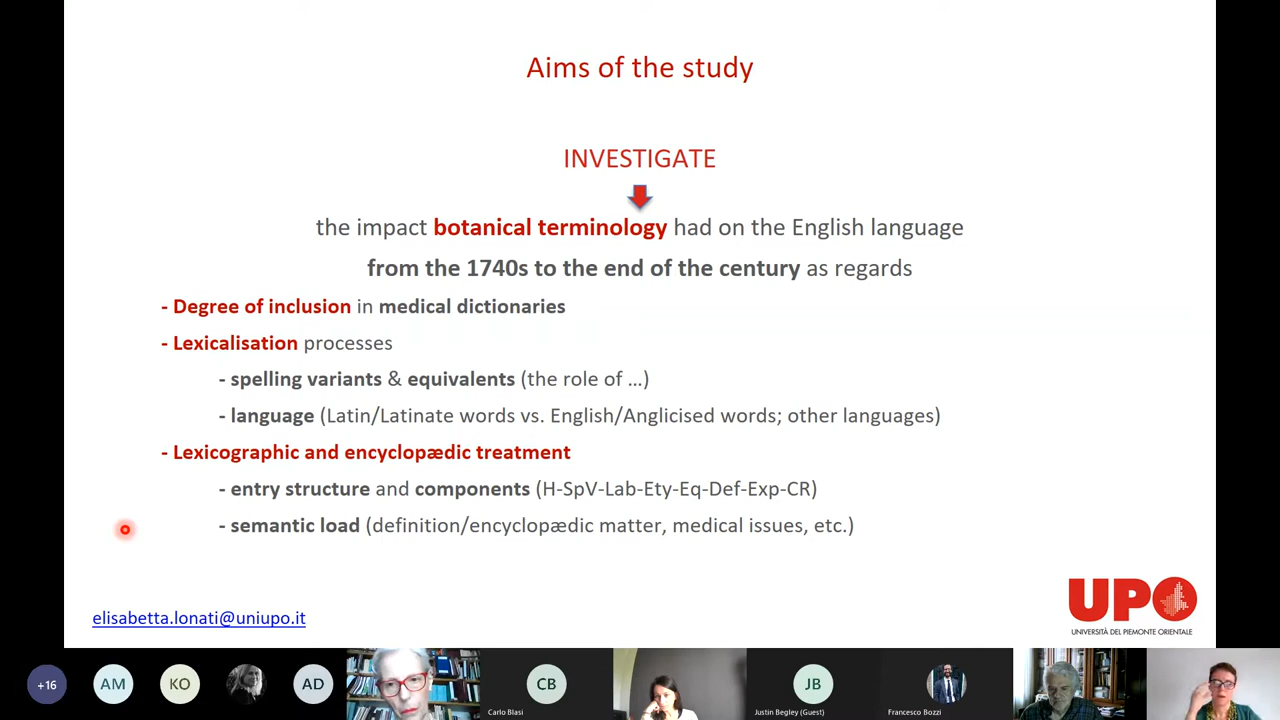 Aims of the study
INVESTIGATE
the impact botanical terminology had on the English language
from the 1740s to the end of the century as regards
- Degree of inclusion in medical dictionaries
- Lexicalisation processes
- spelling variants & equivalents (the role of …)
- language (Latin/Latinate words vs. English/Anglicised words; other languages)
- Lexicographic and encyclopædic treatment
- entry structure and components (H-SpV-Lab-Ety-Eq-Def-Exp-CR)
- semantic load (definition/encyclopædic matter, medical issues, etc.)
elisabetta.lonati@uniupo.it
UPO
UNIVERSITÀ DEL PIEMONTE ORIENTALE
+16
AM
KO
AD
CB
Carlo Blasi
JB
Justin Begley (Guest)
Francesco Bozzi